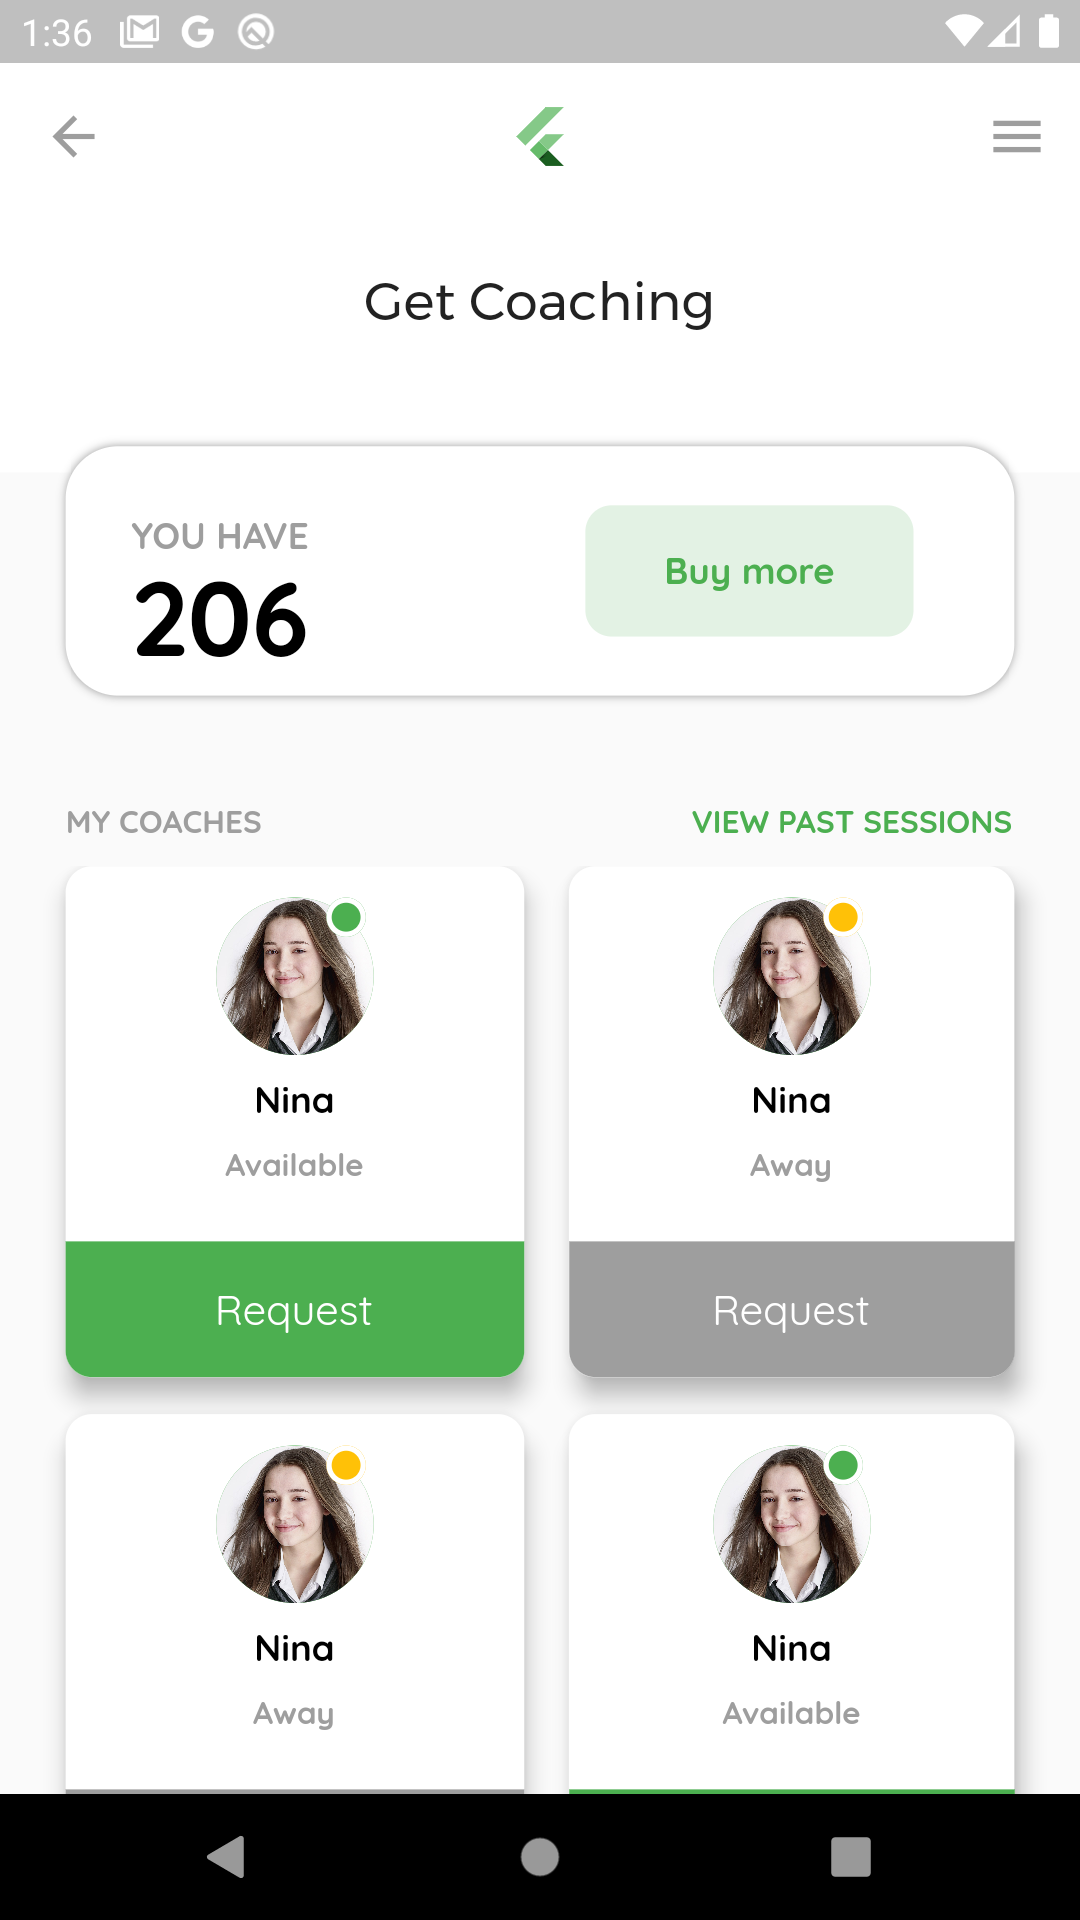 1:36
Get Coaching
YOU HAVE
206
Buy more
MY COACHES
VIEW PAST SESSIONS
Nina
Available
Request
Nina
Away
Request
Nina
Away
Nina
Available